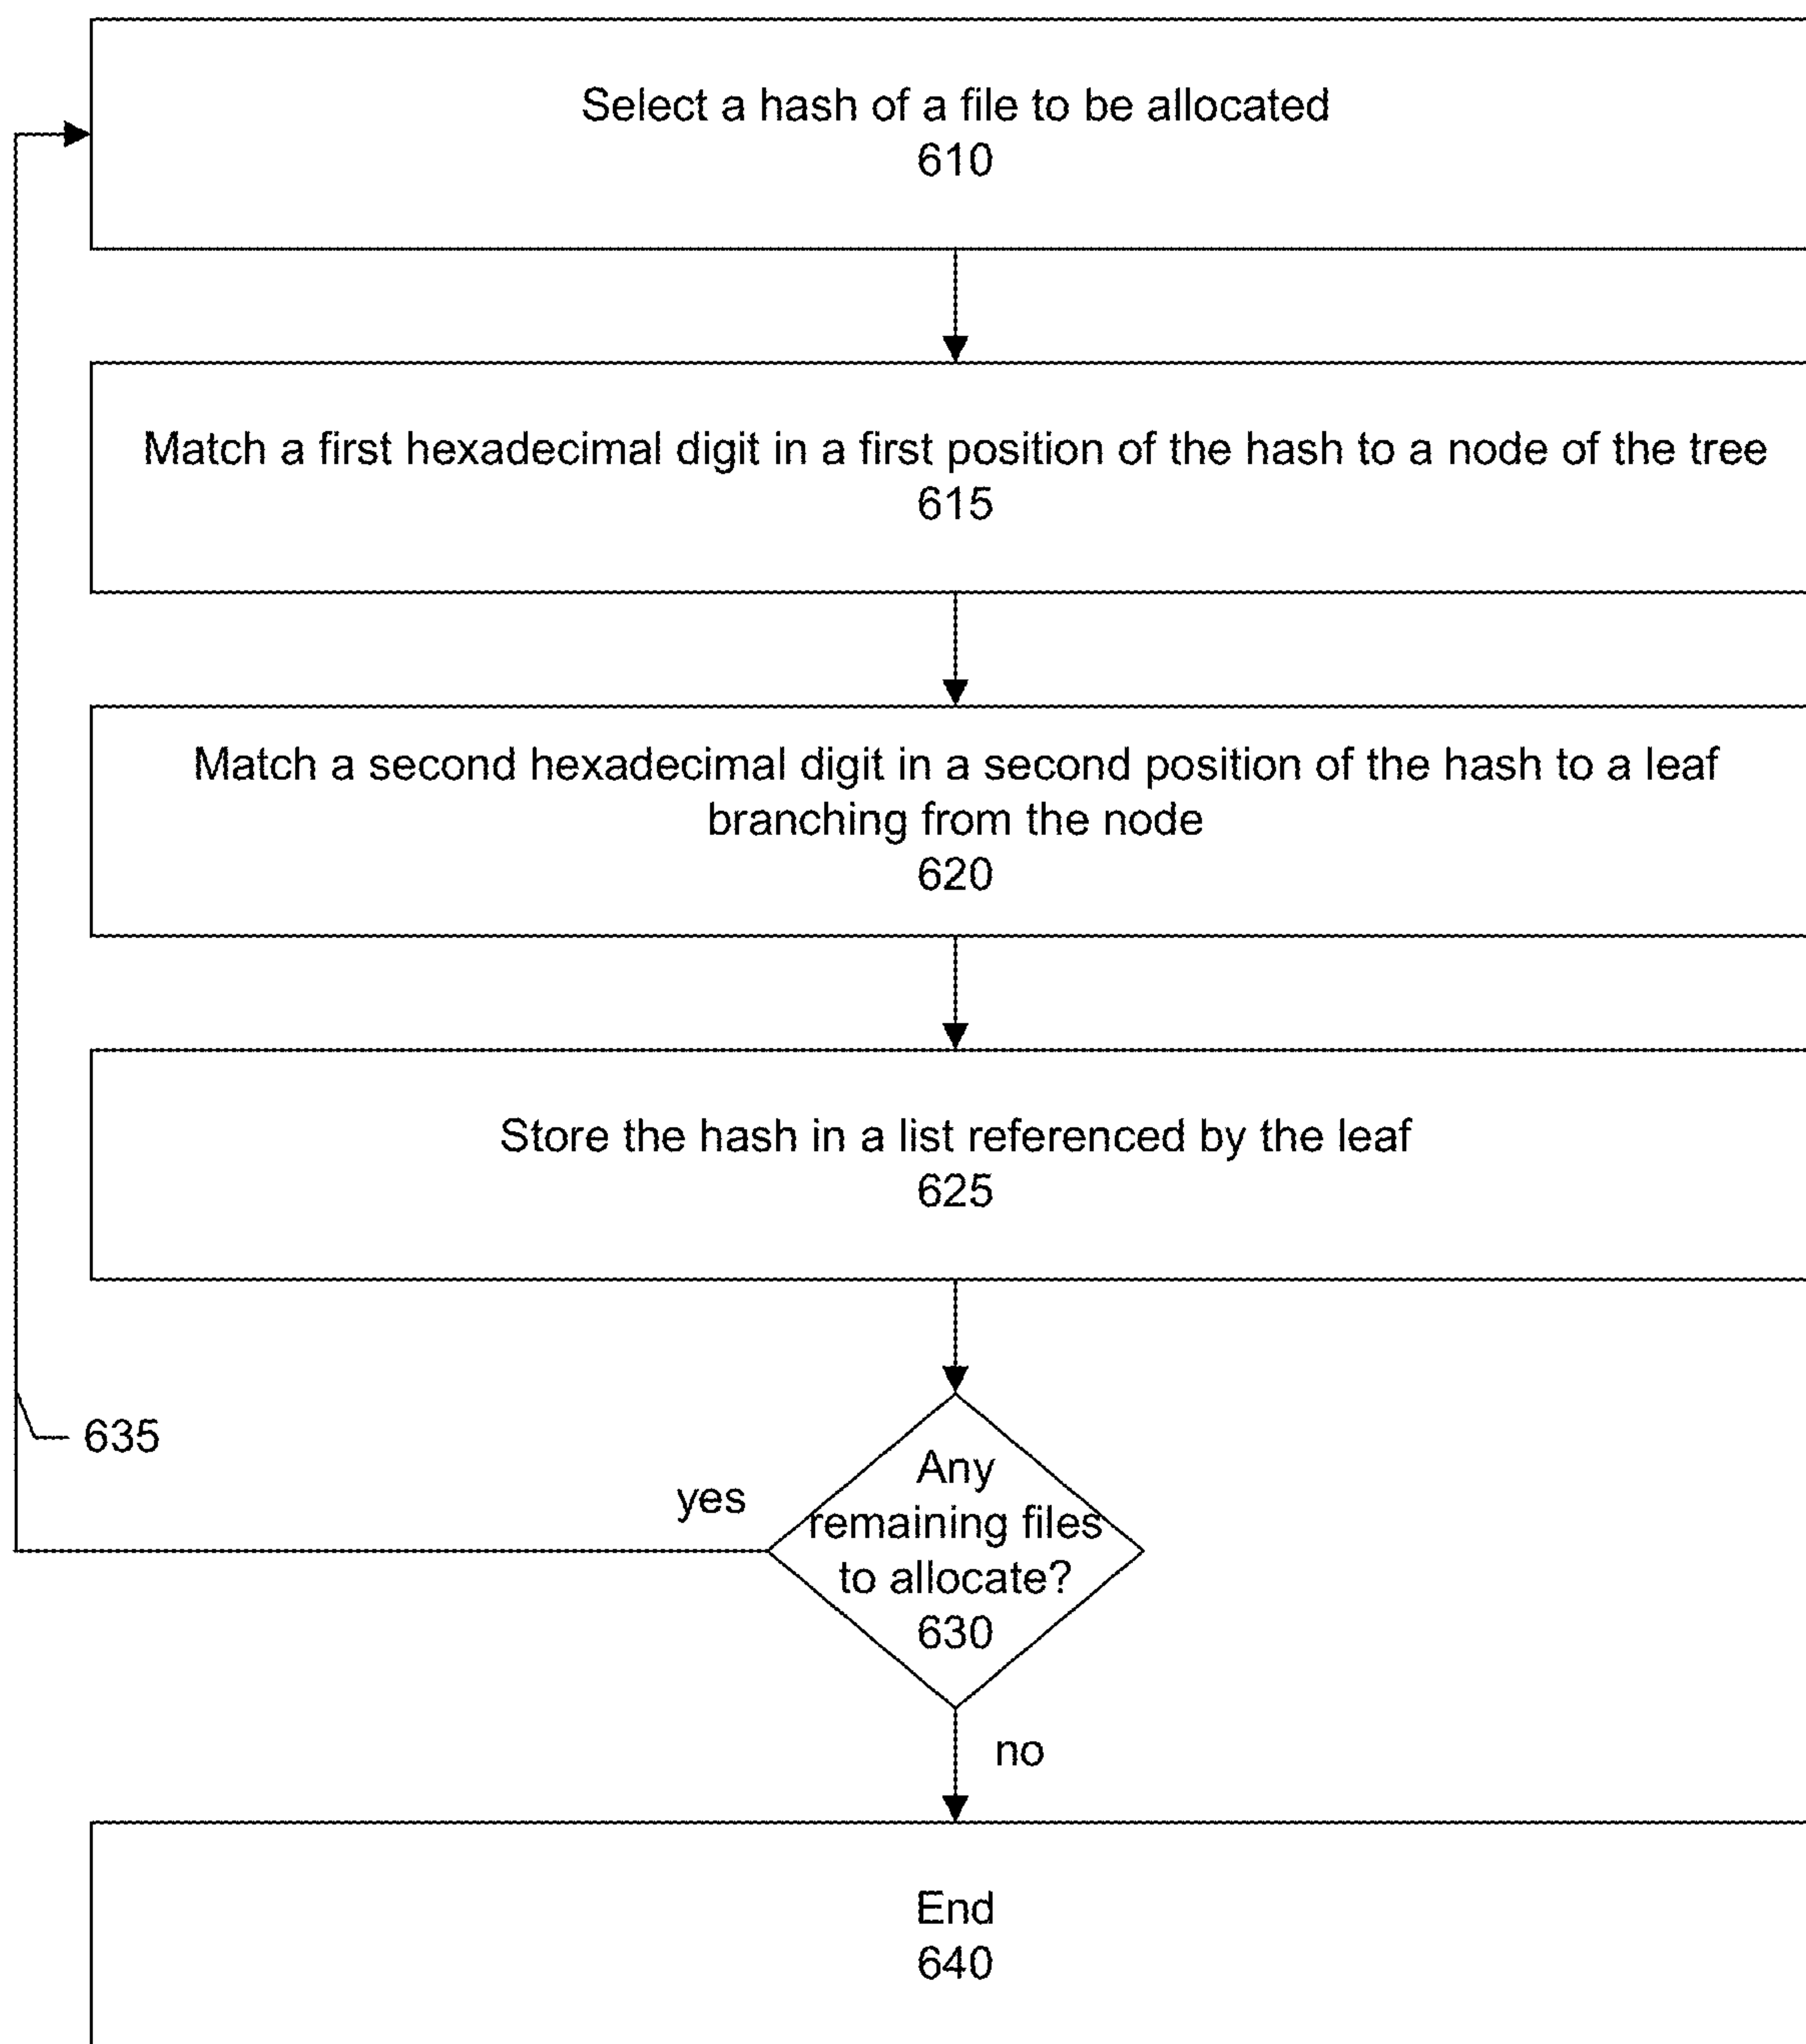 Select a hash of a file to be allocated
610
Match a first hexadecimal digit in a first position of the hash to a node of the tree
615
Match a second hexadecimal digit in a second position of the hash to a leaf
branching from the node
620
Store the hash in a list referenced by the leaf
625
635
yes
Any
remaining files
to allocate?
630
no
End
640